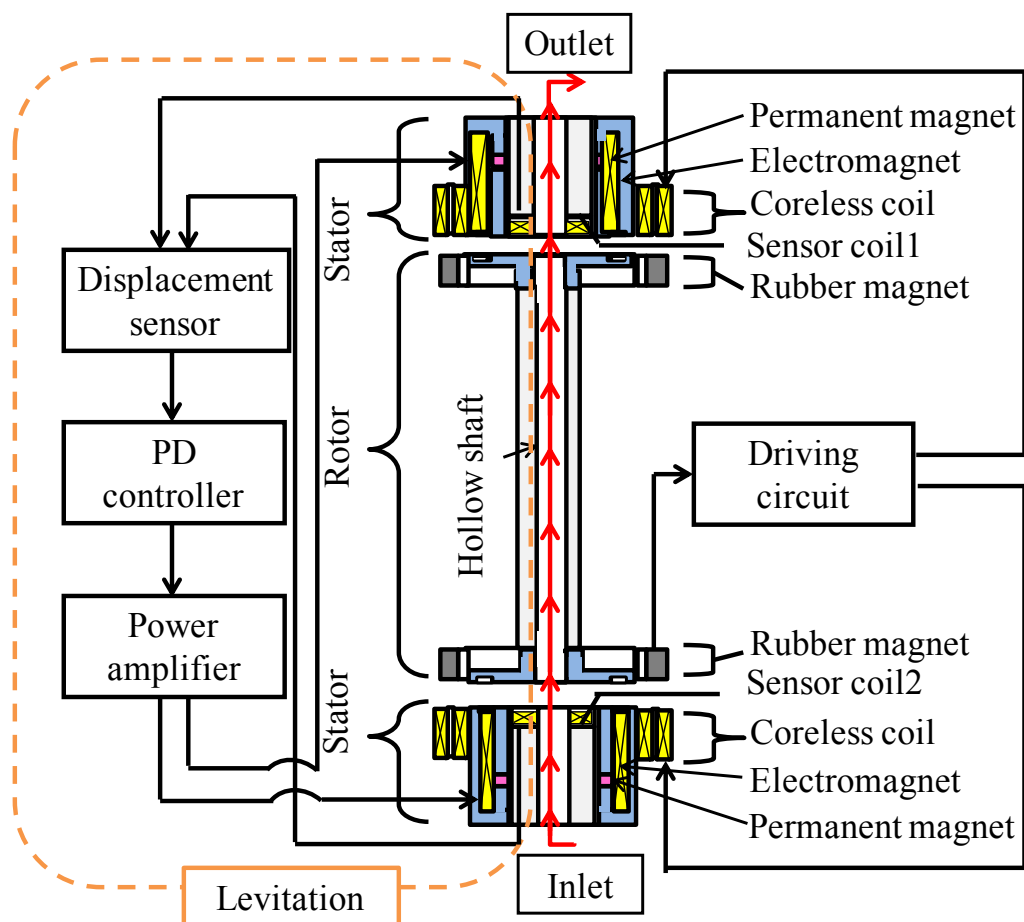 Outlet
Permanent magnet
Electromagnet
Coreless coil
Sensor coil1
Rubber magnet
Stator
Displacement
sensor
PD
controller
Power
amplifier
Rotor
Hollow shaft
Driving
circuit
Stator
Rubber magnet
Sensor coil2
Coreless coil
Electromagnet
Permanent magnet
Levitation
Inlet